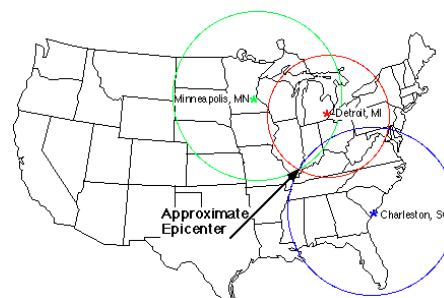 Minneapolis, MN
Detroit, MI
Approximate
Epicenter
Charleston, SC